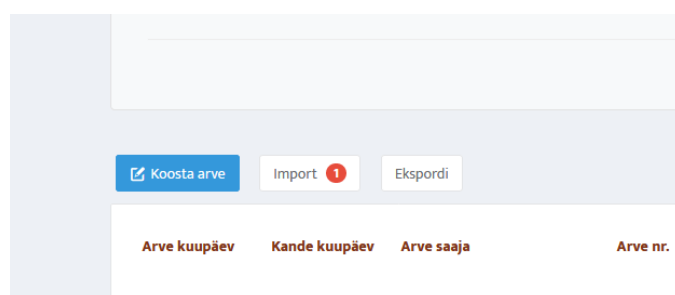 Koosta arve Import 1 Ekspordi
Arve kuupäev Kande kuupäev Arve saaja Arve nr.